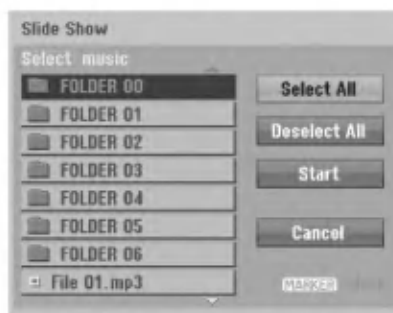 Slide Show
Select music
FOLDER 00
FOLDER 01
FOLDER 02
FOLDER 03
FOLDER 04
FOLDER 05
FOLDER 06
File 01.mp3
Select All
Deselect All
Start
Cancel
MARKER